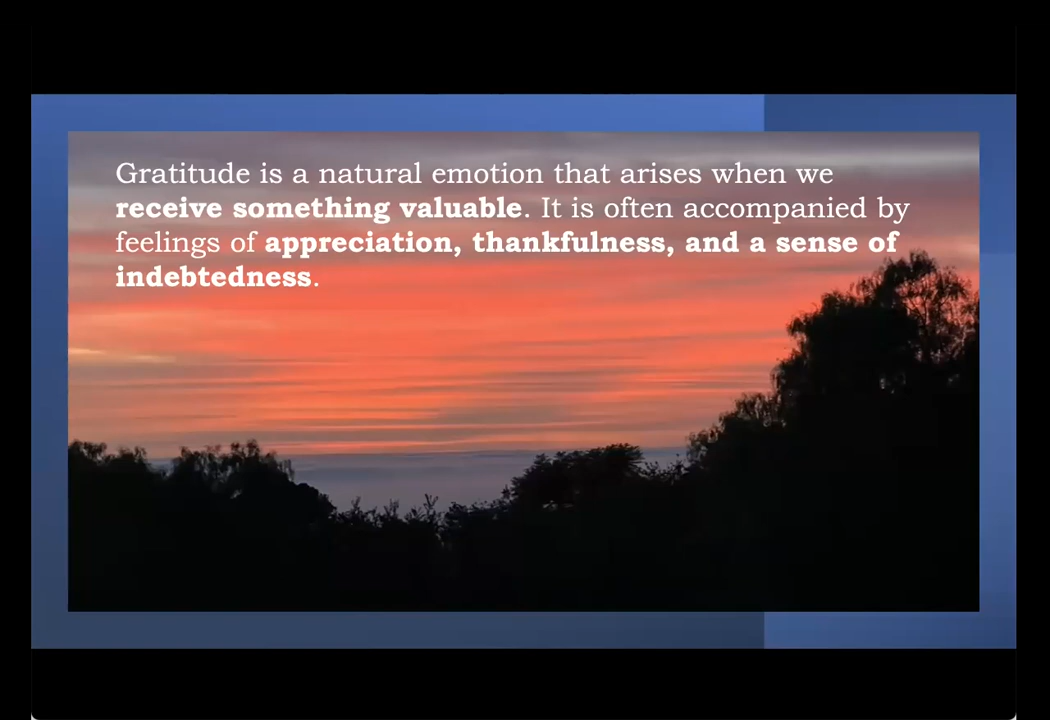 Gratitude is a natural emotion that arises when we
receive something valuable. It is often accompanied by
feelings of appreciation, thankfulness, and a sense of
indebtedness.